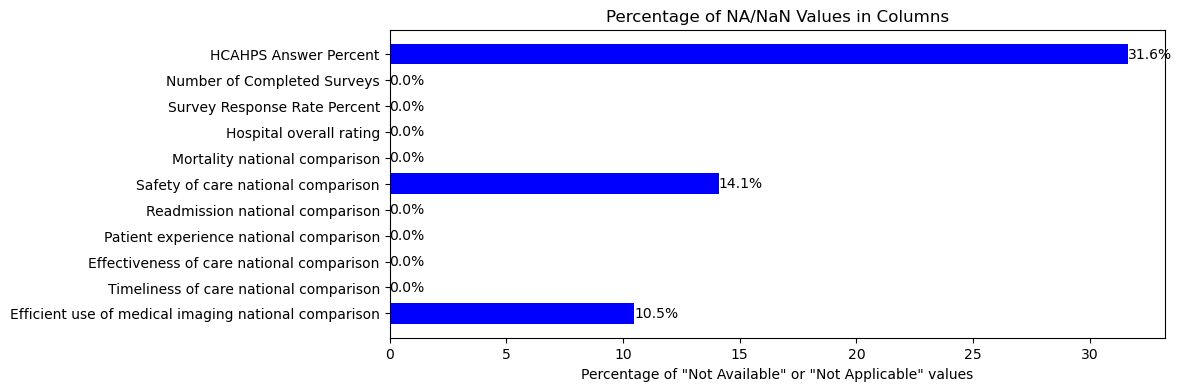 Percentage of NA/NaN Values in Columns
HCAHPS Answer Percent 31.6%
Number of Completed Surveys 0.0%
Survey Response Rate Percent 0.0%
Hospital overall rating 0.0%
Mortality national comparison 0.0%
Safety of care national comparison 14.1%
Readmission national comparison 0.0%
Patient experience national comparison 0.0%
Effectiveness of care national comparison 0.0%
Timeliness of care national comparison 0.0%
Efficient use of medical imaging national comparison 10.5%
0 5 10 15 20 25 30
Percentage of "Not Available" or "Not Applicable" values